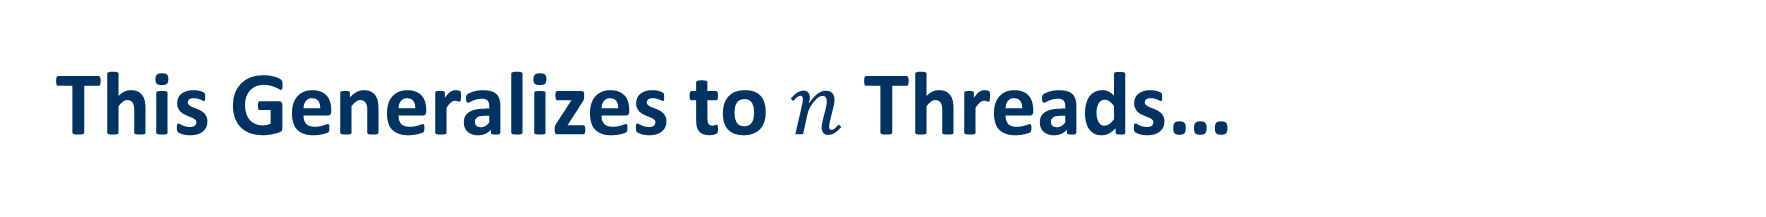 This Generalizes to n Threads…